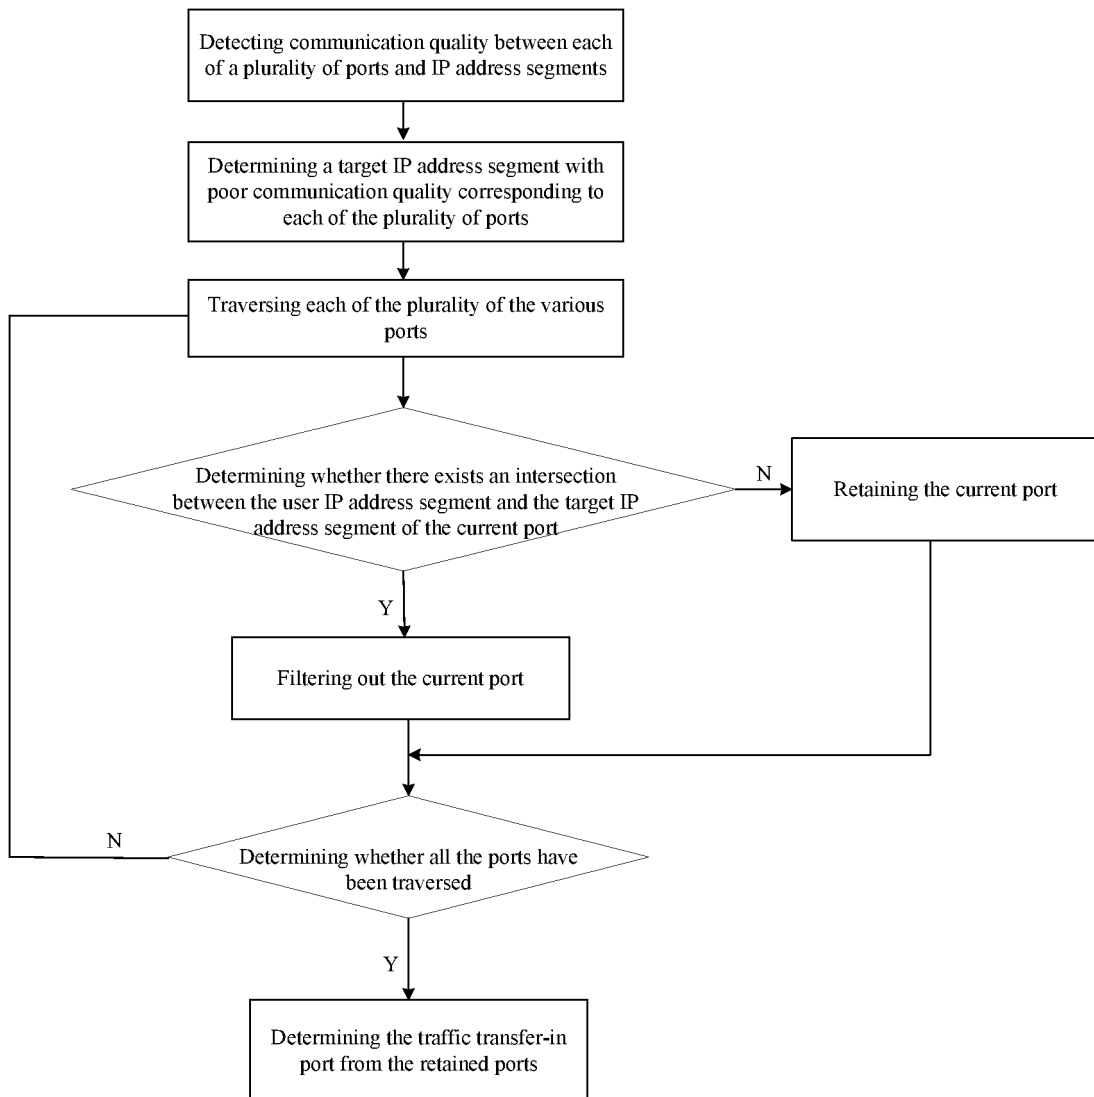 Detecting communication quality between each
of a plurality of ports and IP address segments
Determining a target IP address segment with
poor communication quality corresponding to
each of the plurality of ports
Traversing each of the plurality of the various
ports
Determining whether there exists an intersection
between the user IP address segment and the target IP
address segment of the current port
N
Retaining the current port
Y
Filtering out the current port
N
Determining whether all the ports have
been traversed
Y
Determining the traffic transfer-in
port from the retained ports